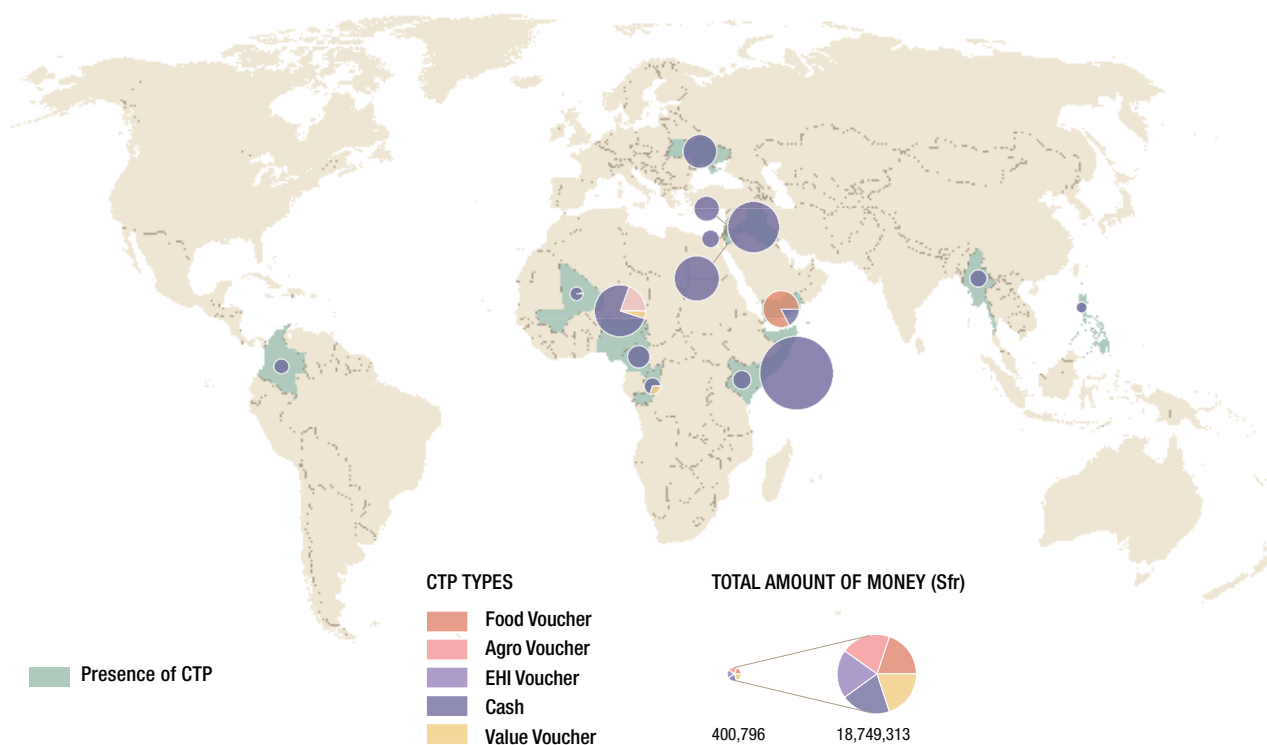 CTP TYPES
Food Voucher
Agro Voucher
EHI Voucher
Cash
Value Voucher
TOTAL AMOUNT OF MONEY (Sfr)
400,796
18,749,313
Presence of CTP